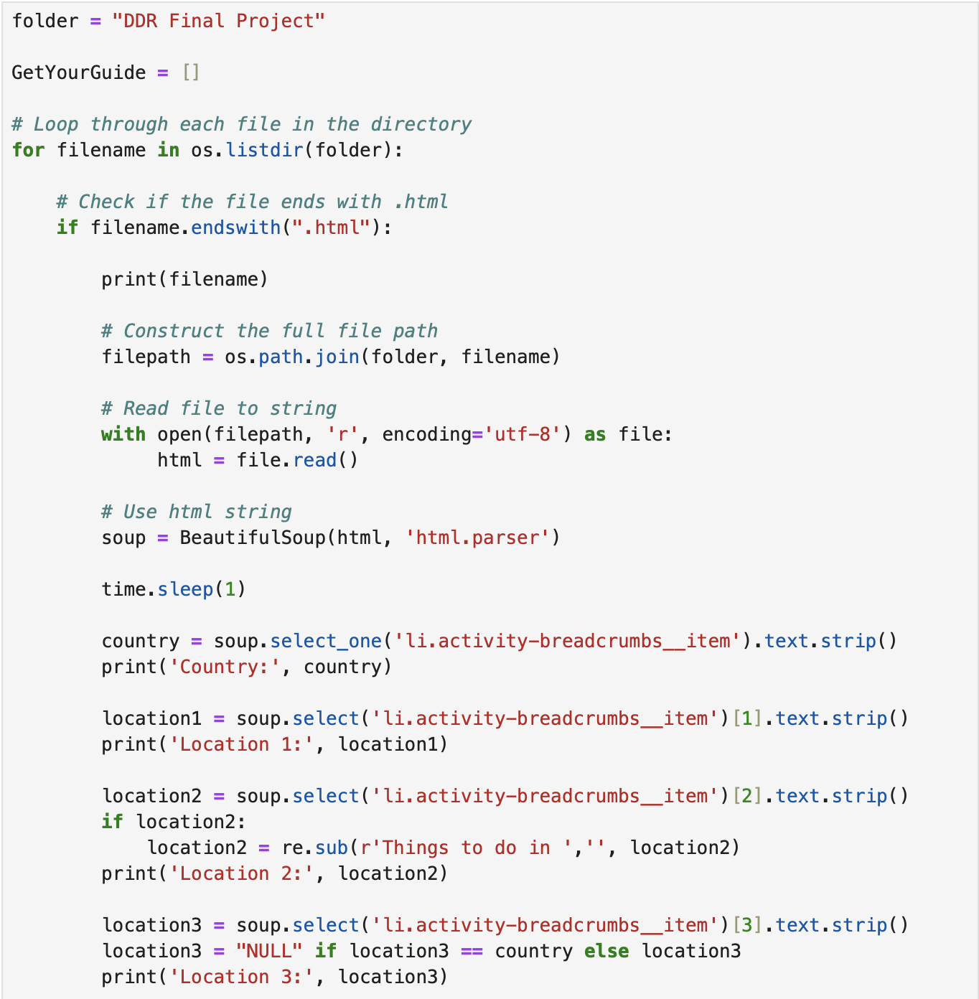 folder = "DDR Final Project"
GetYourGuide = []
# Loop through each file in the directory
for filename in os.listdir(folder):
    # Check if the file ends with .html
    if filename.endswith(".html"):
        print(filename)
        # Construct the full file path
        filepath = os.path.join(folder, filename)
        # Read file to string
        with open(filepath, 'r', encoding='utf-8') as file:
             html = file.read()
        # Use html string
        soup = BeautifulSoup(html, 'html.parser')
        time.sleep(1)
        country = soup.select_one('li.activity-breadcrumbs__item').text.strip()
        print('Country:', country)
        location1 = soup.select('li.activity-breadcrumbs__item')[1].text.strip()
        print('Location 1:', location1)
        location2 = soup.select('li.activity-breadcrumbs__item')[2].text.strip()
        if location2:
            location2 = re.sub(r'Things to do in ','', location2)
        print('Location 2:', location2)
        location3 = soup.select('li.activity-breadcrumbs__item')[3].text.strip()
        location3 = "NULL" if location3 == country else location3
        print('Location 3:', location3)